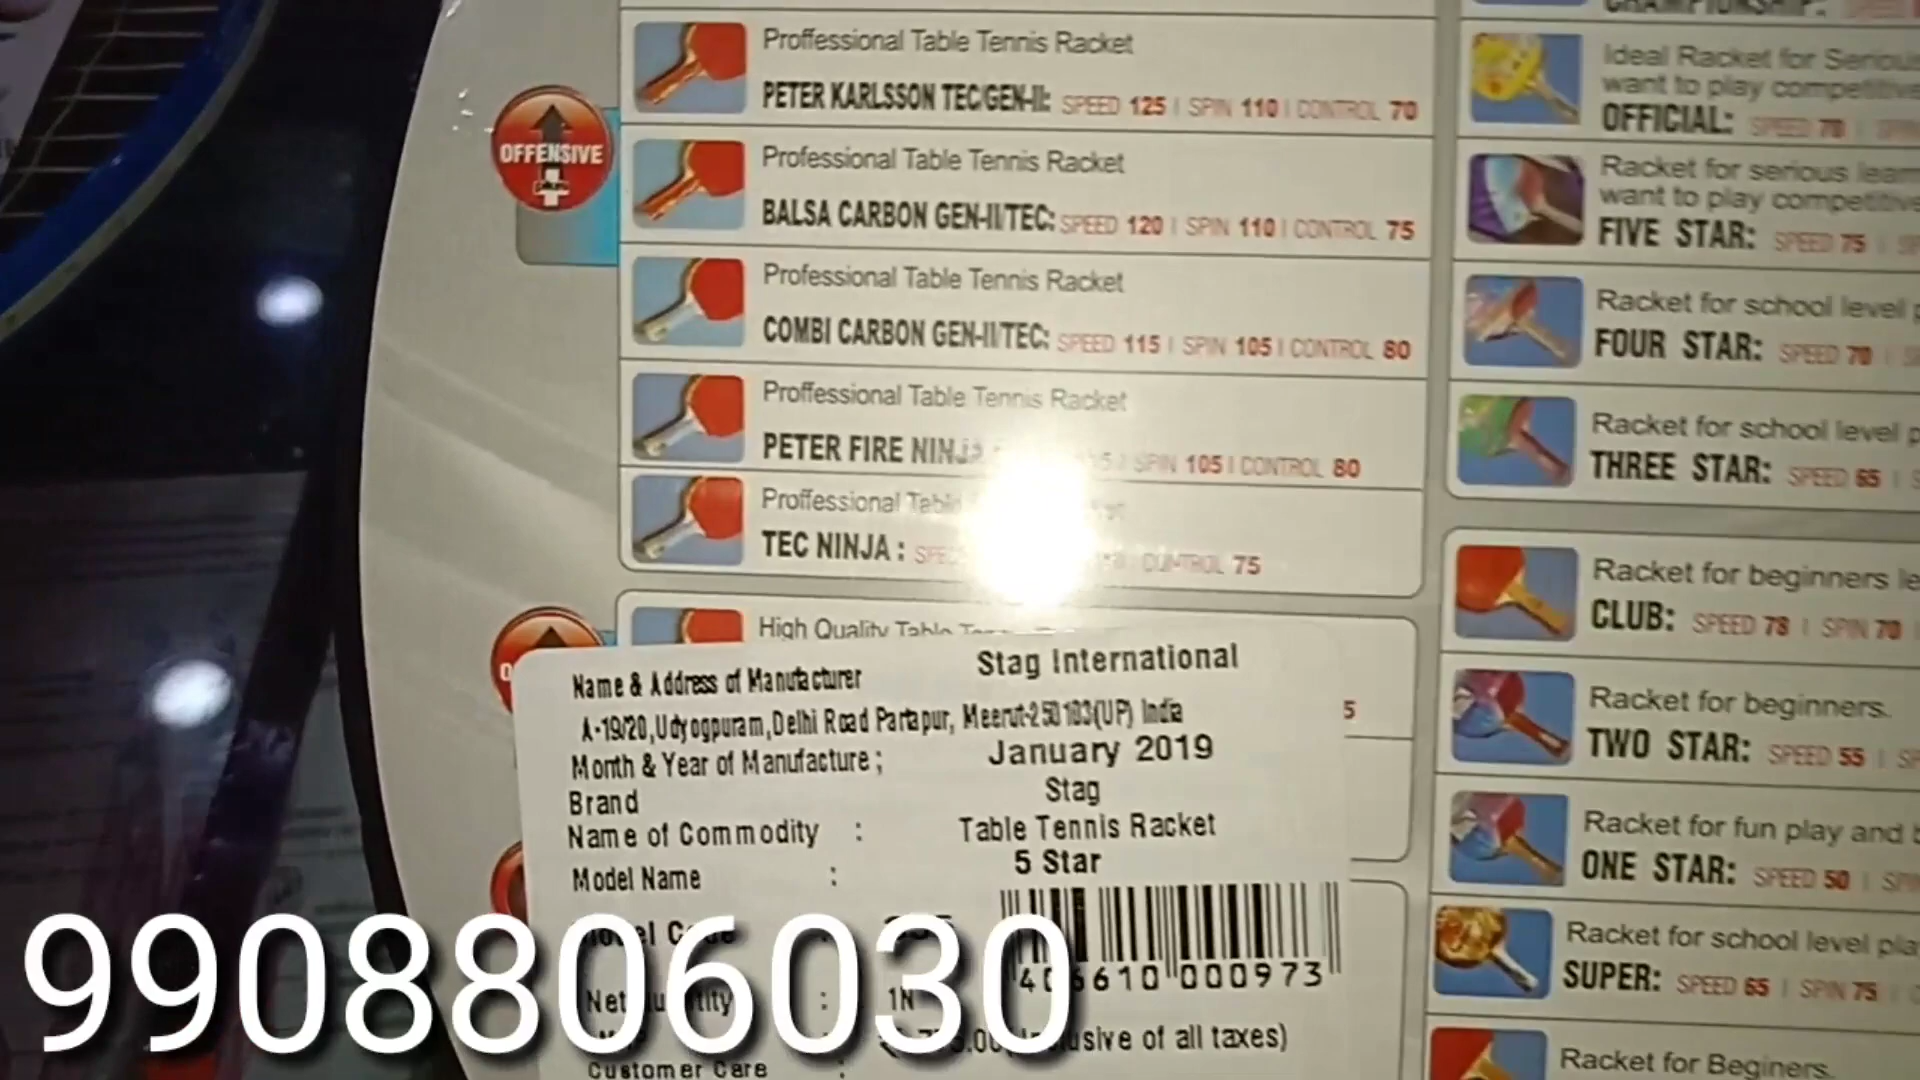 Proffessional Table Tennis Racket
PETER KARLSSON TEC/GEN-II: SPEED 125 | SPIN 110 | CONTROL 70
OFFENSIVE
plus
Professional Table Tennis Racket
BALSA CARBON GEN-II/TEC: SPEED 120 | SPIN 110 | CONTROL 75
Professional Table Tennis Racket
COMBI CARBON GEN-II/TEC: SPEED 115 | SPIN 105 | CONTROL 80
Proffessional Table Tennis Racket
PETER FIRE NINJA SPIN 105 | CONTROL 80
Proffessional
TEC NINJA : CONTROL 75
High Quality Table
5
Name & Address of Manufacturer Stag International
A-19/20,Udyogpuram,Delhi Road Partapur, Meerut-250103(UP) India
Month & Year of Manufacture ; January 2019
Brand Stag
Name of Commodity : Table Tennis Racket
Model Name : 5 Star
Model Code :
Net Quantity : 1N
(Inclusive of all taxes)
Customer Care :
9908806030
CHAMPIONSHIP:
Ideal Racket for Serious
want to play competitive
OFFICIAL: SPEED 70 | SPIN
Racket for serious
want to play competitive
FIVE STAR: SPEED 75 |
Racket for school level
FOUR STAR: SPEED 70 |
Racket for school level
THREE STAR: SPEED 65 |
Racket for beginners
CLUB: SPEED 78 | SPIN 70
Racket for beginners.
TWO STAR: SPEED 55 |
Racket for fun play and
ONE STAR: SPEED 50 |
Racket for school level
SUPER: SPEED 65 | SPIN 75 |
Racket for Beginers.